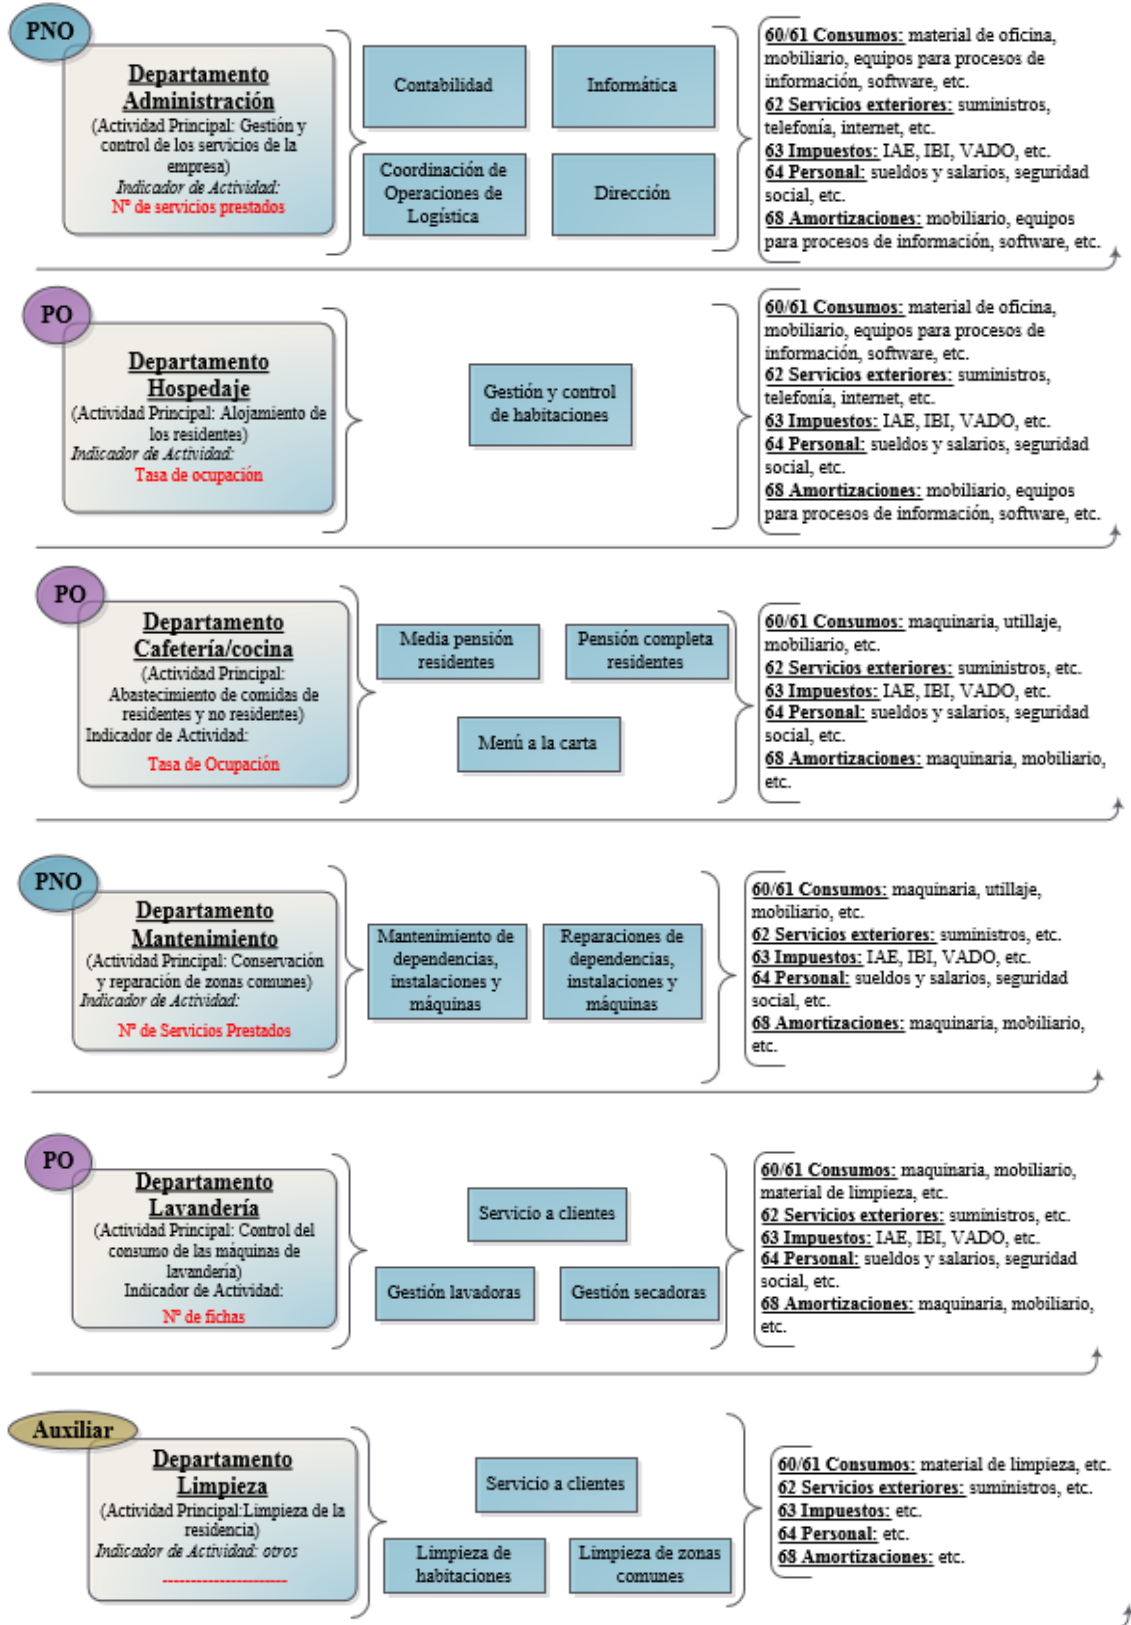 PNO
Departamento
Administración
(Actividad Principal: Gestión y
control de los servicios de la
empresa)
Indicador de Actividad:
Nº de servicios prestados
Contabilidad
Informática
Coordinación de
Operaciones de
Logística
Dirección
60/61 Consumos: material de oficina,
mobiliario, equipos para procesos de
información, software, etc.
62 Servicios exteriores: suministros,
telefonía, internet, etc.
63 Impuestos: IAE, IBI, VADO, etc.
64 Personal: sueldos y salarios, seguridad
social, etc.
68 Amortizaciones: mobiliario, equipos
para procesos de información, software, etc.
PO
Departamento
Hospedaje
(Actividad Principal: Alojamiento de
los residentes)
Indicador de Actividad:
Tasa de ocupación
Gestión y control
de habitaciones
60/61 Consumos: material de oficina,
mobiliario, equipos para procesos de
información, software, etc.
62 Servicios exteriores: suministros,
telefonía, internet, etc.
63 Impuestos: IAE, IBI, VADO, etc.
64 Personal: sueldos y salarios, seguridad
social, etc.
68 Amortizaciones: mobiliario, equipos
para procesos de información, software, etc.
PO
Departamento
Cafetería/cocina
(Actividad Principal:
Abastecimiento de comidas de
residentes y no residentes)
Indicador de Actividad:
Tasa de Ocupación
Media pensión
residentes
Pensión completa
residentes
Menú a la carta
60/61 Consumos: maquinaria, utillaje,
mobiliario, etc.
62 Servicios exteriores: suministros, etc.
63 Impuestos: IAE, IBI, VADO, etc.
64 Personal: sueldos y salarios, seguridad
social, etc.
68 Amortizaciones: maquinaria, mobiliario,
etc.
PNO
Departamento
Mantenimiento
(Actividad Principal: Conservación
y reparación de zonas comunes)
Indicador de Actividad:
Nº de Servicios Prestados
Mantenimiento de
dependencias,
instalaciones y
máquinas
Reparaciones de
dependencias,
instalaciones y
máquinas
60/61 Consumos: maquinaria, utillaje,
mobiliario, etc.
62 Servicios exteriores: suministros, etc.
63 Impuestos: IAE, IBI, VADO, etc.
64 Personal: sueldos y salarios, seguridad
social, etc.
68 Amortizaciones: maquinaria, mobiliario,
etc.
PO
Departamento
Lavandería
(Actividad Principal: Control del
consumo de las máquinas de
lavandería)
Indicador de Actividad:
Nº de fichas
Servicio a clientes
Gestión lavadoras
Gestión secadoras
60/61 Consumos: maquinaria, mobiliario,
material de limpieza, etc.
62 Servicios exteriores: suministros, etc.
63 Impuestos: IAE, IBI, VADO, etc.
64 Personal: sueldos y salarios, seguridad
social, etc.
68 Amortizaciones: maquinaria, mobiliario,
etc.
Auxiliar
Departamento
Limpieza
(Actividad Principal:Limpieza de la
residencia)
Indicador de Actividad: otros
----------------------
Servicio a clientes
Limpieza de
habitaciones
Limpieza de zonas
comunes
60/61 Consumos: material de limpieza, etc.
62 Servicios exteriores: suministros, etc.
63 Impuestos: etc.
64 Personal: etc.
68 Amortizaciones: etc.